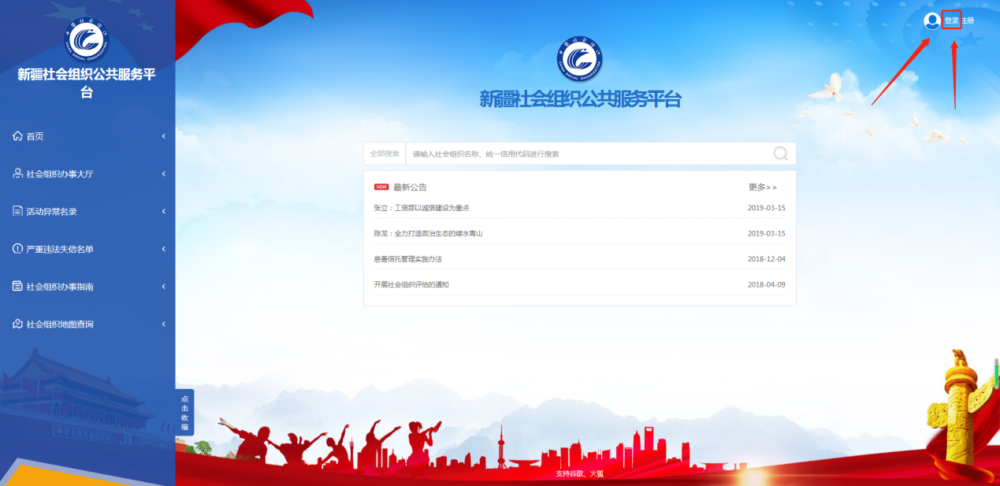 新疆社会组织公共服务平
台
首页
社会组织办事大厅
活动异常名录
严重违法失信名单
社会组织办事指南
社会组织地图查询
点
击
收
缩
登录 注册
新疆社会组织公共服务平台
全部搜索 请输入社会组织名称、统一信用代码进行搜索
NEW 最新公告 更多>>
张立：工信部以诚信建设为重点 2019-03-15
陈龙：全力打造政治生态的绿水青山 2019-03-15
慈善信托管理实施办法 2018-12-04
开展社会组织评估的通知 2018-04-09
支持谷歌、火狐